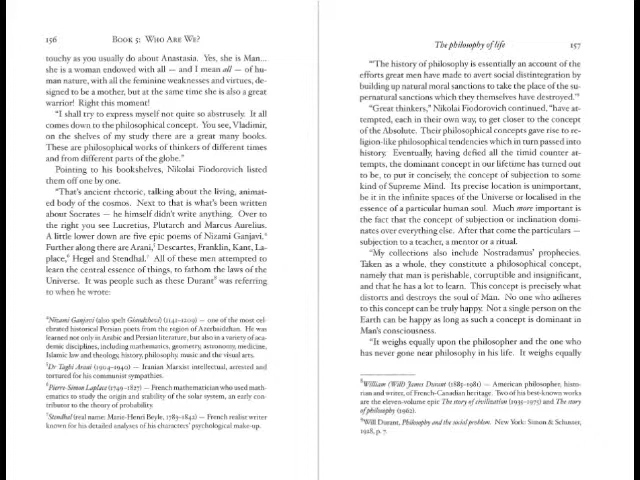 156 BOOK 5: WHO ARE WE?
touchy as you usually do about Anastasia. Yes, she is Man...
she is a woman endowed with all — and I mean all — of hu-
man nature, with all the feminine weaknesses and virtues, de-
signed to be a mother, but at the same time she is also a great
warrior! Right this moment!
"I shall try to express myself not quite so abstrusely. It all
comes down to the philosophical concept. You see, Vladimir,
on the shelves of my study there are a great many books.
These are philosophical works of thinkers of different times
and from different parts of the globe."
Pointing to his bookshelves, Nikolai Fiodorovich listed
them off one by one.
"That's ancient rhetoric, talking about the living, animat-
ed body of the cosmos. Next to that is what's been written
about Socrates — he himself didn't write anything. Over to
the right you see Lucretius, Plutarch and Marcus Aurelius.
A little lower down are five epic poems of Nizami Ganjavi.⁴
Further along there are Arani,⁵ Descartes, Franklin, Kant, La-
place,⁶ Hegel and Stendhal.⁷ All of these men attempted to
learn the central essence of things, to fathom the laws of the
Universe. It was people such as these Durant⁸ was referring
to when he wrote:
⁴Nizami Ganjavi (also spelt Giandzhevi) (1141–1209) — one of the most cel-
ebrated historical Persian poets from the region of Azerbaidzhan. He was
learned not only in Arabic and Persian literature, but also in a variety of aca-
demic disciplines, including mathematics, geometry, astronomy, medicine,
Islamic law and theology, history, philosophy, music and the visual arts.
⁵Dr Taghi Arani (1904–1940) — Iranian Marxist intellectual, arrested and
tortured for his communist sympathies.
⁶Pierre-Simon Laplace (1749–1827) — French mathematician who used math-
ematics to study the origin and stability of the solar system, an early con-
tributor to the theory of probability.
⁷Stendhal (real name: Marie-Henri Beyle, 1783–1842) — French realist writer
known for his detailed analyses of his characters' psychological make-up.
The philosophy of life 157
"'The history of philosophy is essentially an account of the
efforts great men have made to avert social distintegration by
building up natural moral sanctions to take the place of the su-
pernatural sanctions which they themselves have destroyed.'⁹
"Great thinkers," Nikolai Fiodorovich continued, "have at-
tempted, each in their own way, to get closer to the concept
of the Absolute. Their philosophical concepts gave rise to re-
ligion-like philosophical tendencies which in turn passed into
history. Eventually, having defied all the timid counter at-
tempts, the dominant concept in our lifetime has turned out
to be, to put it concisely, the concept of subjection to some
kind of Supreme Mind. Its precise location is unimportant,
be it in the infinite spaces of the Universe or localised in the
essence of a particular human soul. Much more important is
the fact that the concept of subjection or inclination domi-
nates over everything else. After that come the particulars —
subjection to a teacher, a mentor or a ritual.
"My collections also include Nostradamus' prophecies.
Taken as a whole, they constitute a philosophical concept,
namely that man is perishable, corruptible and insignificant,
and that he has a lot to learn. This concept is precisely what
distorts and destroys the soul of Man. No one who adheres
to this concept can be truly happy. Not a single person on the
Earth can be happy as long as such a concept is dominant in
Man's consciousness.
"It weighs equally upon the philosopher and the one who
has never gone near philosophy in his life. It weighs equally
⁸William (Will) James Durant (1885–1981) — American philosopher, histo-
rian and writer, of French-Canadian heritage. Two of his best-known works
are the eleven-volume epic The story of civilization (1935–1975) and The story
of philosophy (1962).
⁹Will Durant, Philosophy and the social problem. New York: Simon & Schuster,
1928, p. 7.